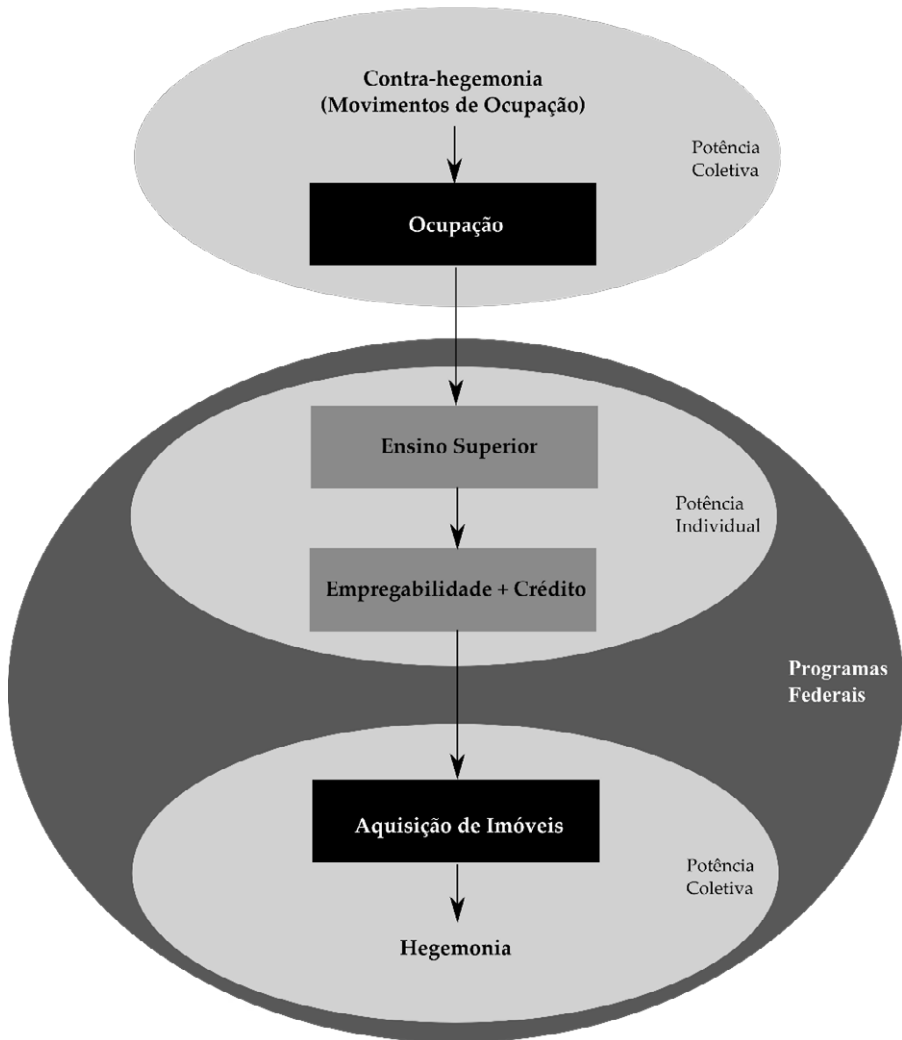 Contra-hegemonia
(Movimentos de Ocupação)
Potência
Coletiva
Ocupação
Ensino Superior
Potência
Individual
Empregabilidade + Crédito
Programas
Federais
Aquisição de Imóveis
Potência
Coletiva
Hegemonia